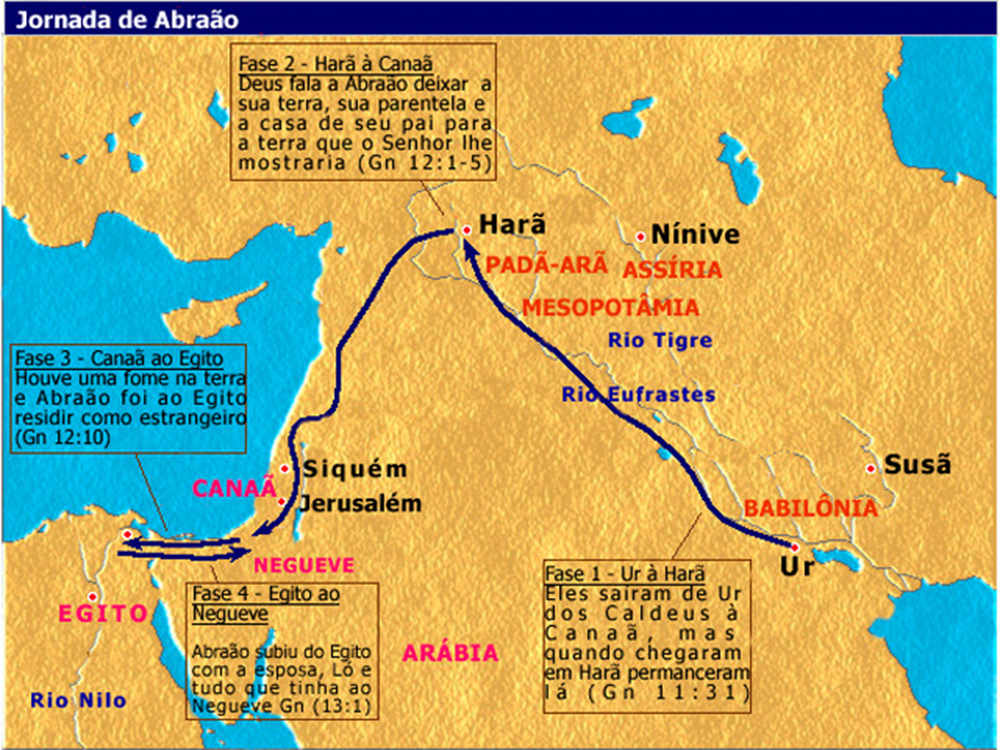 Jornada de Abraão
Fase 2 - Harã à Canaã
Deus fala a Abraão deixar a
sua terra, sua parentela e
a casa de seu pai para
a terra que o Senhor lhe
mostraria (Gn 12:1-5)
Harã
Nínive
PADÃ-ARÃ
ASSÍRIA
MESOPOTÂMIA
Rio Tigre
Rio Eufrastes
Fase 3 - Canaã ao Egito
Houve uma fome na terra
e Abraão foi ao Egito
residir como estrangeiro
(Gn 12:10)
Siquém
CANAÃ
Jerusalém
Susã
BABILÔNIA
Ur
NEGUEVE
EGITO
Fase 4 - Egito ao
Negueve
Abraão subiu do Egito
com a esposa, Ló e
tudo que tinha ao
Negueve Gn (13:1)
Fase 1 - Ur à Harã
Eles sairam de Ur
dos Caldeus à
Canaã, mas
quando chegaram
em Harã permanceram
lá (Gn 11:31)
ARÁBIA
Rio Nilo